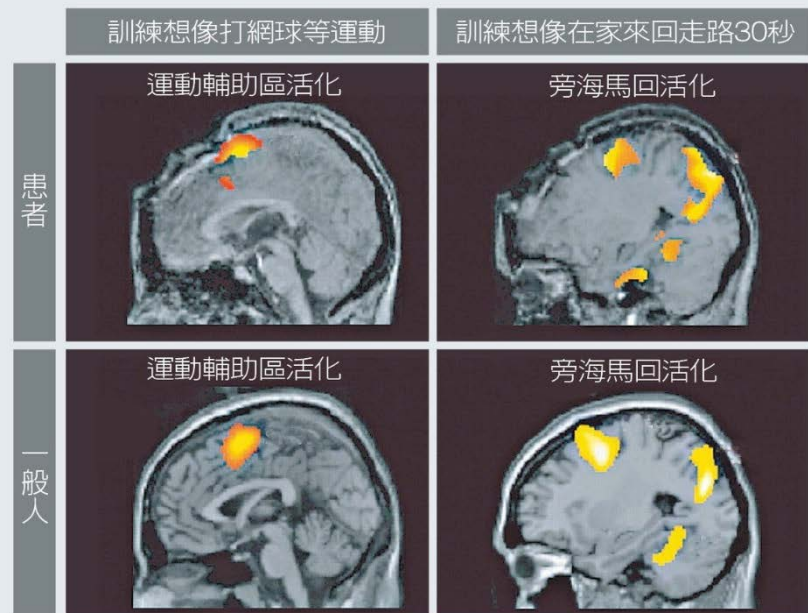 訓練想像打網球等運動
訓練想像在家來回走路30秒
患者
運動輔助區活化
旁海馬回活化
一般人
運動輔助區活化
旁海馬回活化